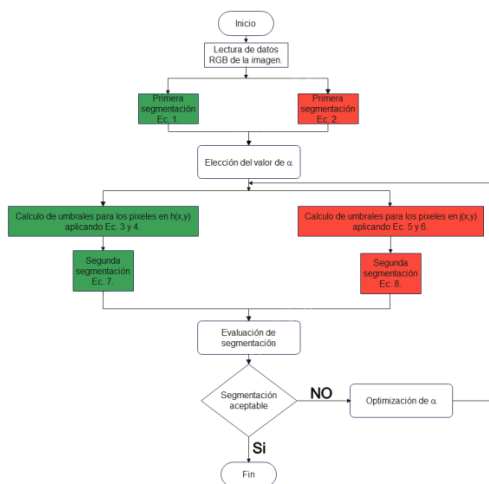 Inicio
Lectura de datos
RGB de la imagen.
Primera
segmentación
Ec. 1.
Primera
segmentación
Ec. 2.
Elección del valor de α
Calculo de umbrales para los pixeles en h(x,y)
aplicando Ec. 3 y 4.
Calculo de umbrales para los pixeles en j(x,y)
aplicando Ec. 5 y 6.
Segunda
segmentación
Ec. 7.
Segunda
segmentación
Ec. 8.
Evaluación de
segmentación
Segmentación
aceptable
NO
Optimización de α.
Si
Fin